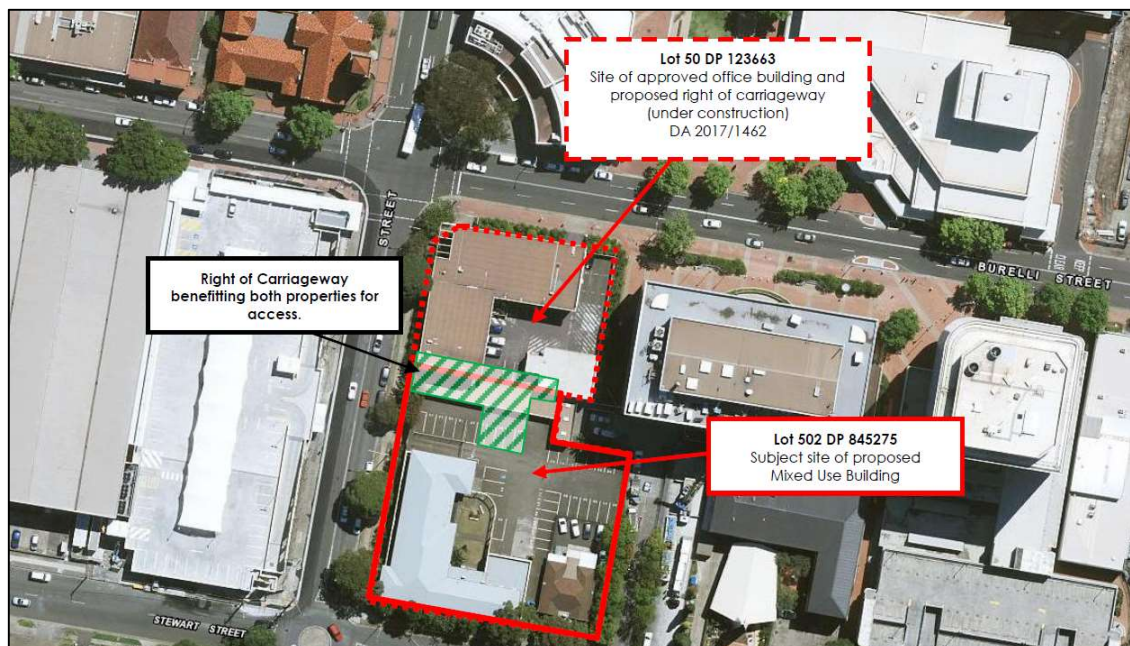 Lot 50 DP 123663
Site of approved office building and
proposed right of carriageway
(under construction)
DA 2017/1462
STREET
Right of Carriageway
benefitting both properties for
access.
BURELLI STREET
Lot 502 DP 845275
Subject site of proposed
Mixed Use Building
STEWART STREET